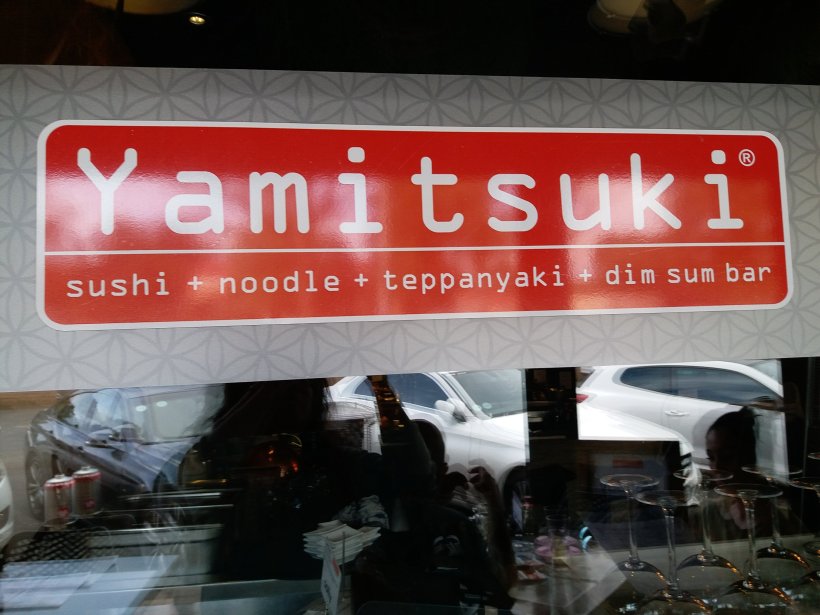 Yamitsuki®
sushi + noodle + teppanyaki + dim sum bar